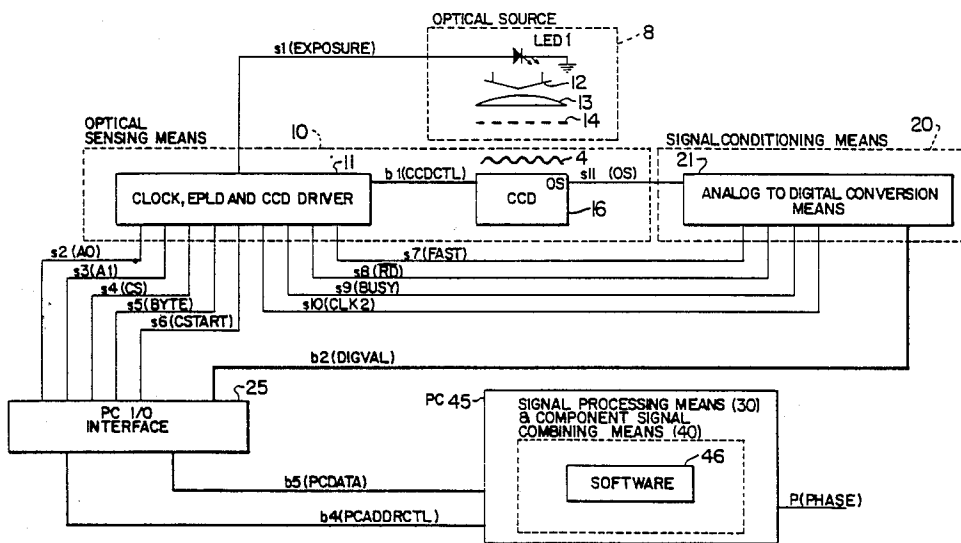 OPTICAL SOURCE
8
LED 1
s1(EXPOSURE)
12
13
14
OPTICAL
SENSING MEANS
10
SIGNAL CONDITIONING MEANS
20
11
4
b1(CCDCTL)
s11 (OS)
21
CLOCK, EPLD AND CCD DRIVER
OS
CCD
16
ANALOG TO DIGITAL CONVERSION
MEANS
s2(A0)
s3(A1)
s4(CS)
s5(BYTE)
s6(CSTART)
s7(FAST)
s8(RD)
s9(BUSY)
s10(CLK2)
b2(DIGVAL)
25
PC I/O
INTERFACE
PC 45
SIGNAL PROCESSING MEANS (30)
& COMPONENT SIGNAL
COMBINING MEANS (40)
46
SOFTWARE
b5(PCDATA)
b4(PCADDRCTL)
P(PHASE)